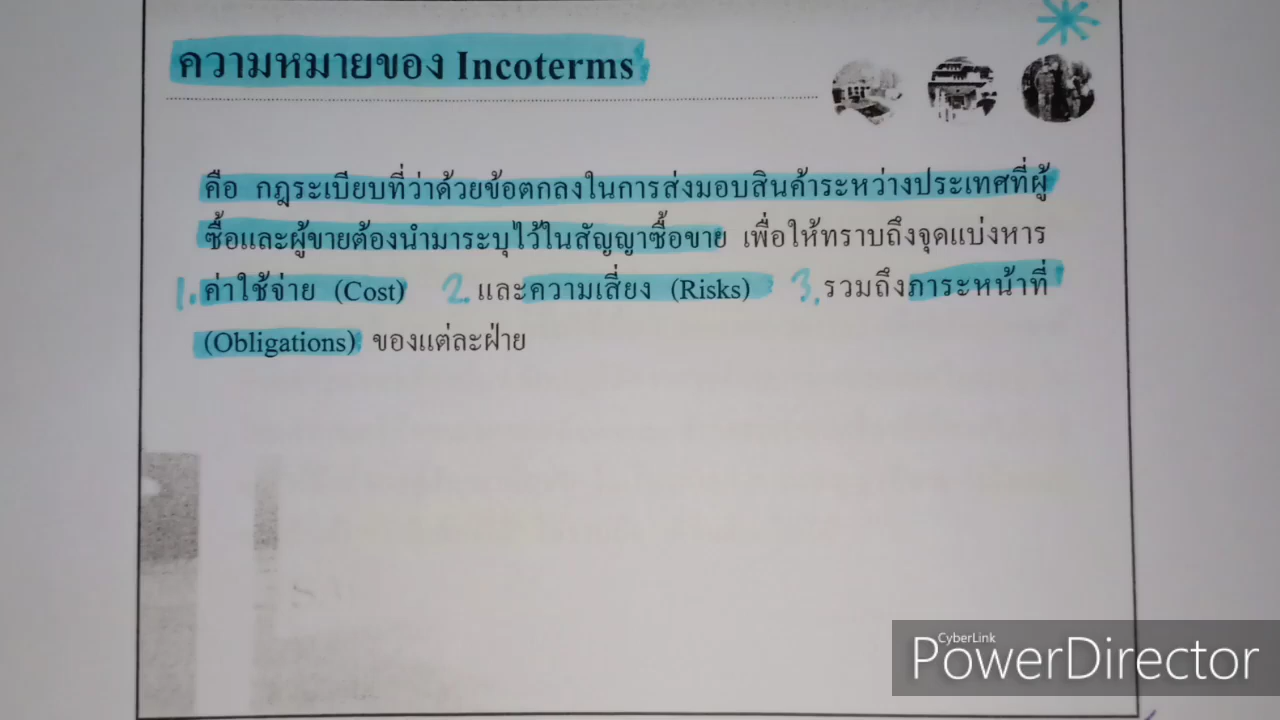 ความหมายของ Incoterms
คือ กฎระเบียบที่ว่าด้วยข้อตกลงในการส่งมอบสินค้าระหว่างประเทศที่ผู้
ซื้อและผู้ขายต้องนำมาระบุไว้ในสัญญาซื้อขาย เพื่อให้ทราบถึงจุดแบ่งหาร
1. ค่าใช้จ่าย (Cost) 2. และความเสี่ยง (Risks) 3. รวมถึงภาระหน้าที่
(Obligations) ของแต่ละฝ่าย
CyberLink
PowerDirector